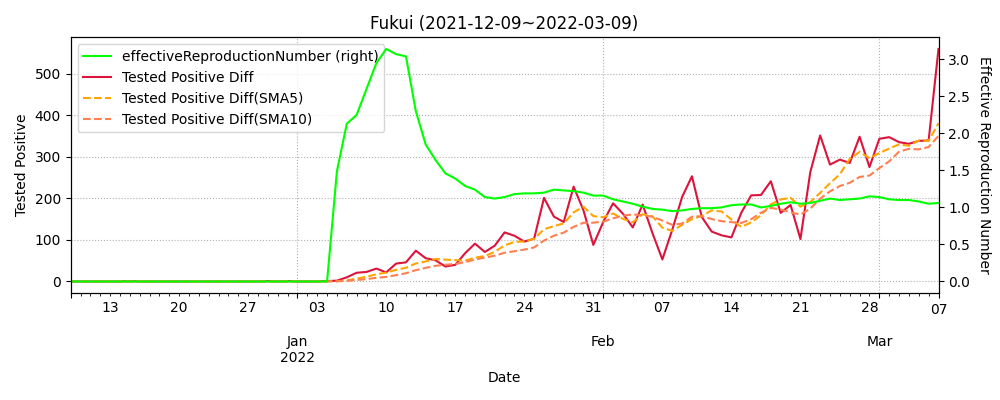 Fukui (2021-12-09~2022-03-09)
effectiveReproductionNumber (right)
Tested Positive Diff
Tested Positive Diff(SMA5)
Tested Positive Diff(SMA10)
Tested Positive
500
400
300
200
100
0
Effective Reproduction Number
3.0
2.5
2.0
1.5
1.0
0.5
0.0
13 20 27 03 10 17 24 31 07 14 21 28 07
Jan Feb Mar
2022
Date